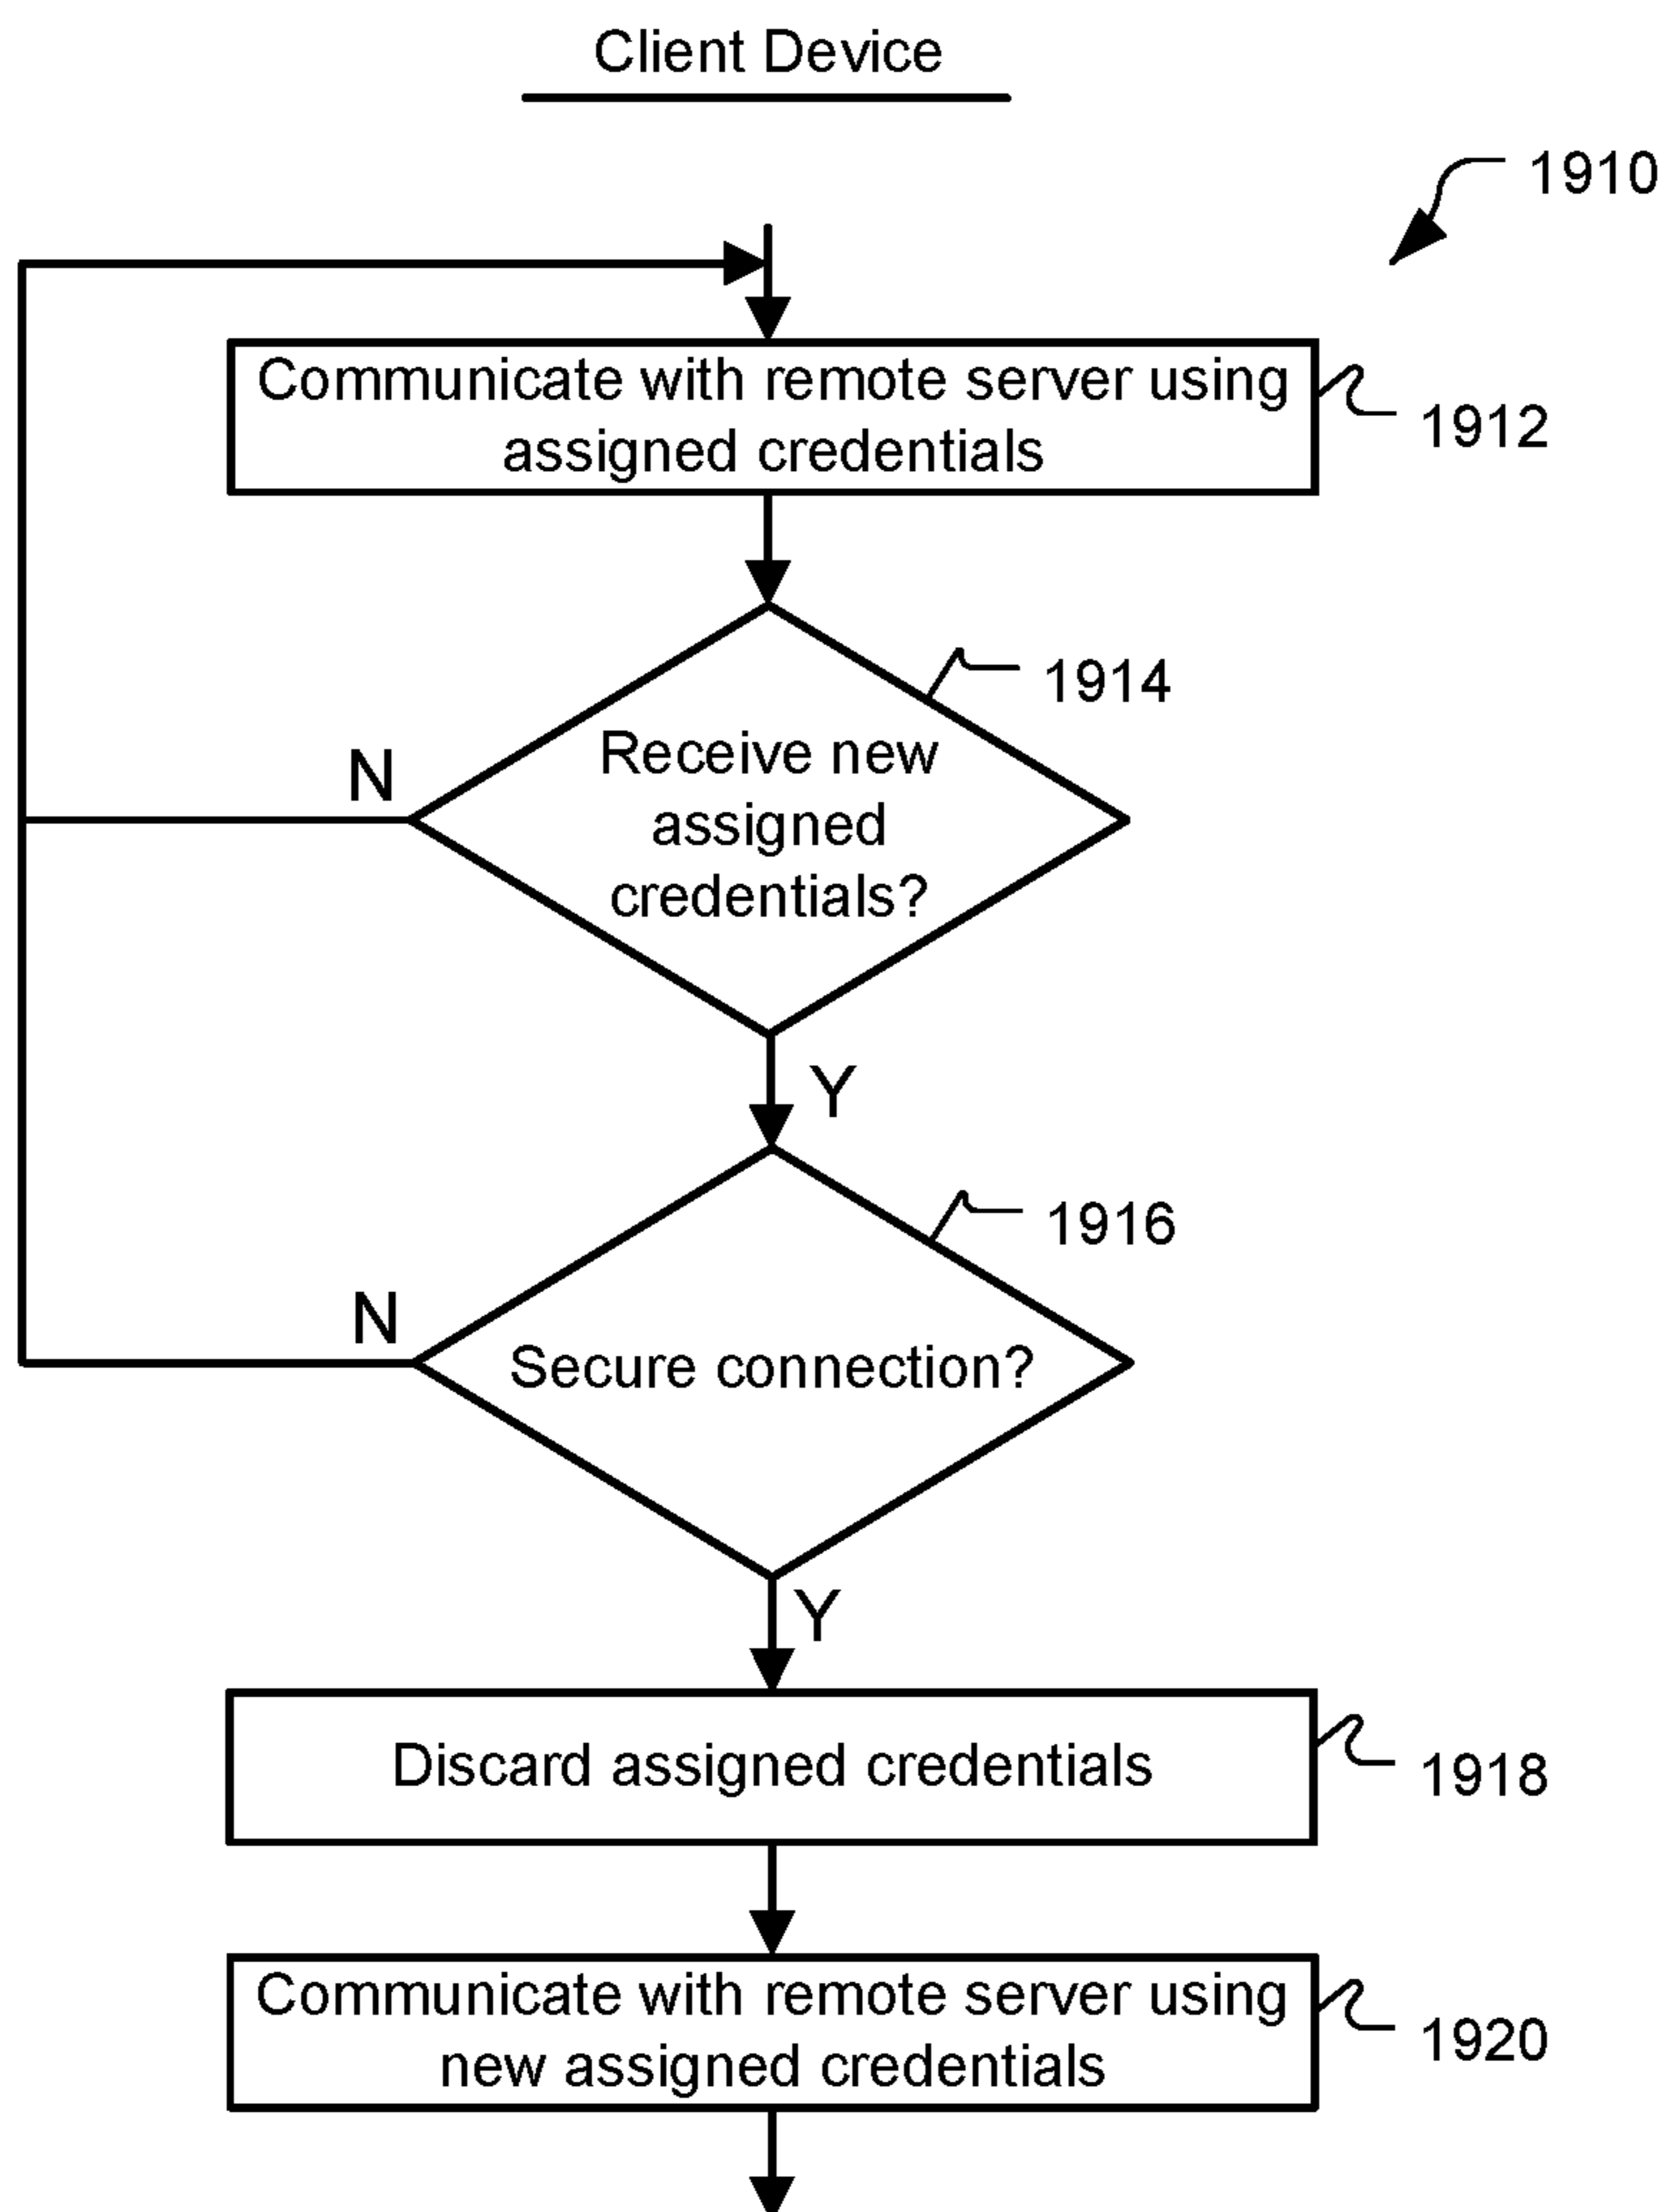 Client Device
1910
Communicate with remote server using
assigned credentials
1912
1914
Receive new
assigned
credentials?
N
Y
1916
Secure connection?
N
Y
Discard assigned credentials
1918
Communicate with remote server using
new assigned credentials
1920